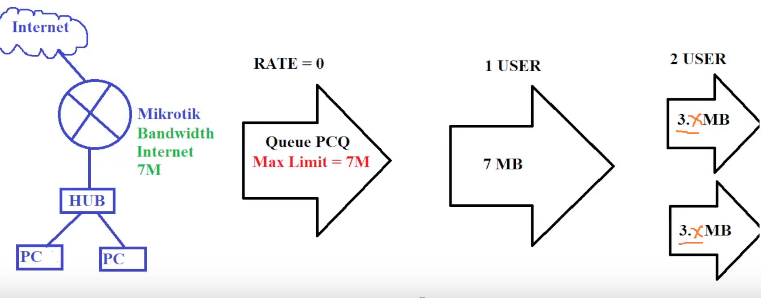 Internet
Mikrotik
Bandwidth
Internet
7M
HUB
PC
PC
RATE = 0
Queue PCQ
Max Limit = 7M
1 USER
7 MB
2 USER
3.XMB
3.XMB